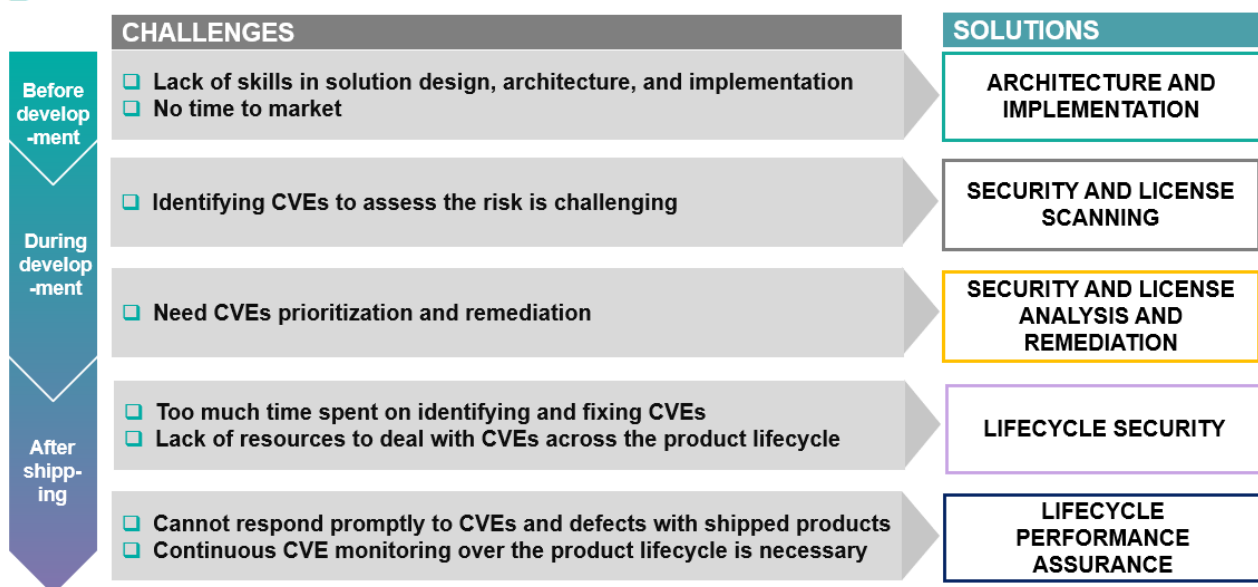 CHALLENGES
SOLUTIONS
Before
develop
-ment
Lack of skills in solution design, architecture, and implementation
No time to market
ARCHITECTURE AND
IMPLEMENTATION
During
develop
-ment
Identifying CVEs to assess the risk is challenging
SECURITY AND LICENSE
SCANNING
Need CVEs prioritization and remediation
SECURITY AND LICENSE
ANALYSIS AND
REMEDIATION
After
shipp-
ing
Too much time spent on identifying and fixing CVEs
Lack of resources to deal with CVEs across the product lifecycle
LIFECYCLE SECURITY
Cannot respond promptly to CVEs and defects with shipped products
Continuous CVE monitoring over the product lifecycle is necessary
LIFECYCLE
PERFORMANCE
ASSURANCE